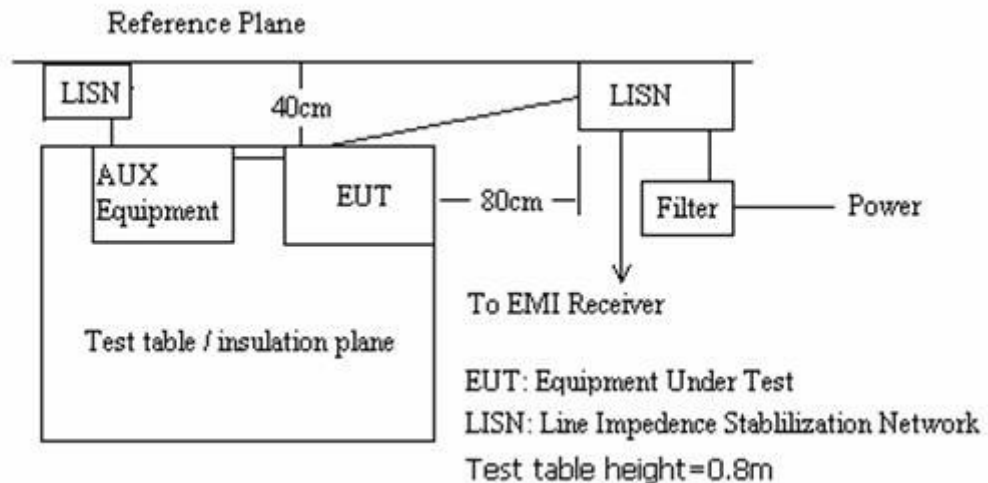 Reference Plane
LISN
40cm
LISN
AUX
Equipment
EUT
80cm
Filter
Power
To EMI Receiver
Test table / insulation plane
EUT: Equipment Under Test
LISN: Line Impedence Stablilization Network
Test table height=0.8m